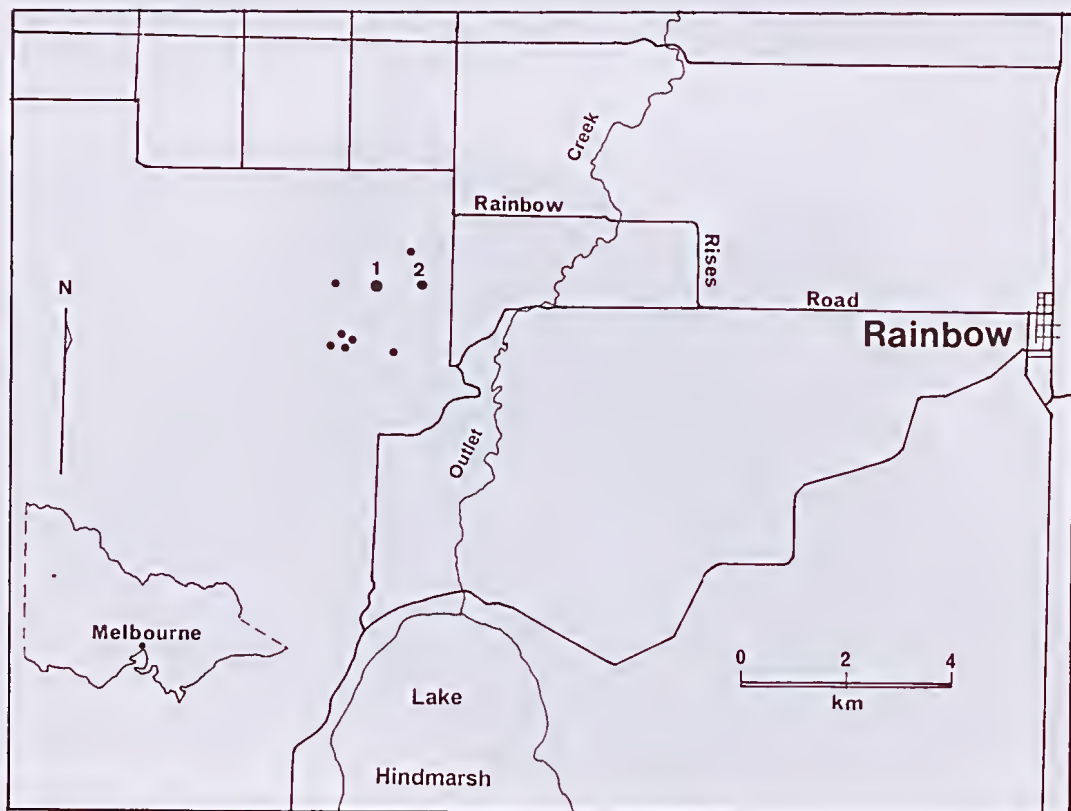 Creek
Rainbow
Rises
N
1
2
Road
Rainbow
Outlet
Melbourne
0 2 4
km
Lake
Hindmarsh